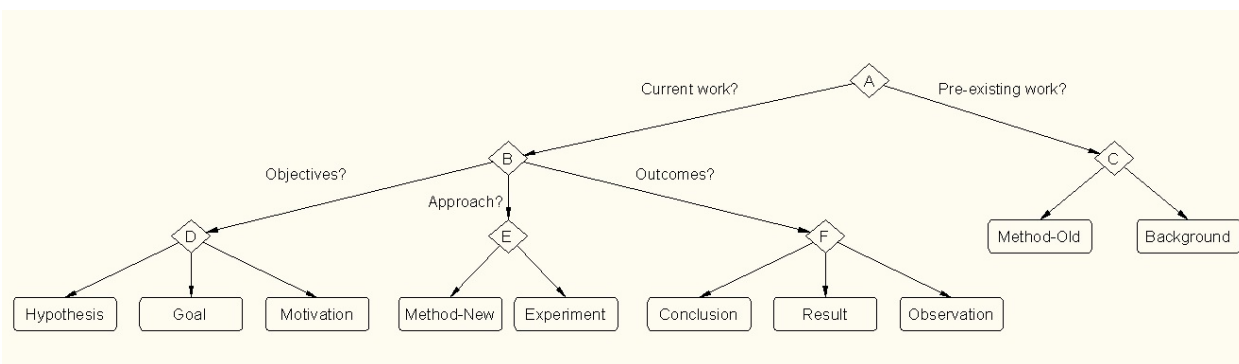 A
Current work?
Pre-existing work?
B
C
Objectives?
Outcomes?
Approach?
D
E
F
Method-Old
Background
Hypothesis
Goal
Motivation
Method-New
Experiment
Conclusion
Result
Observation